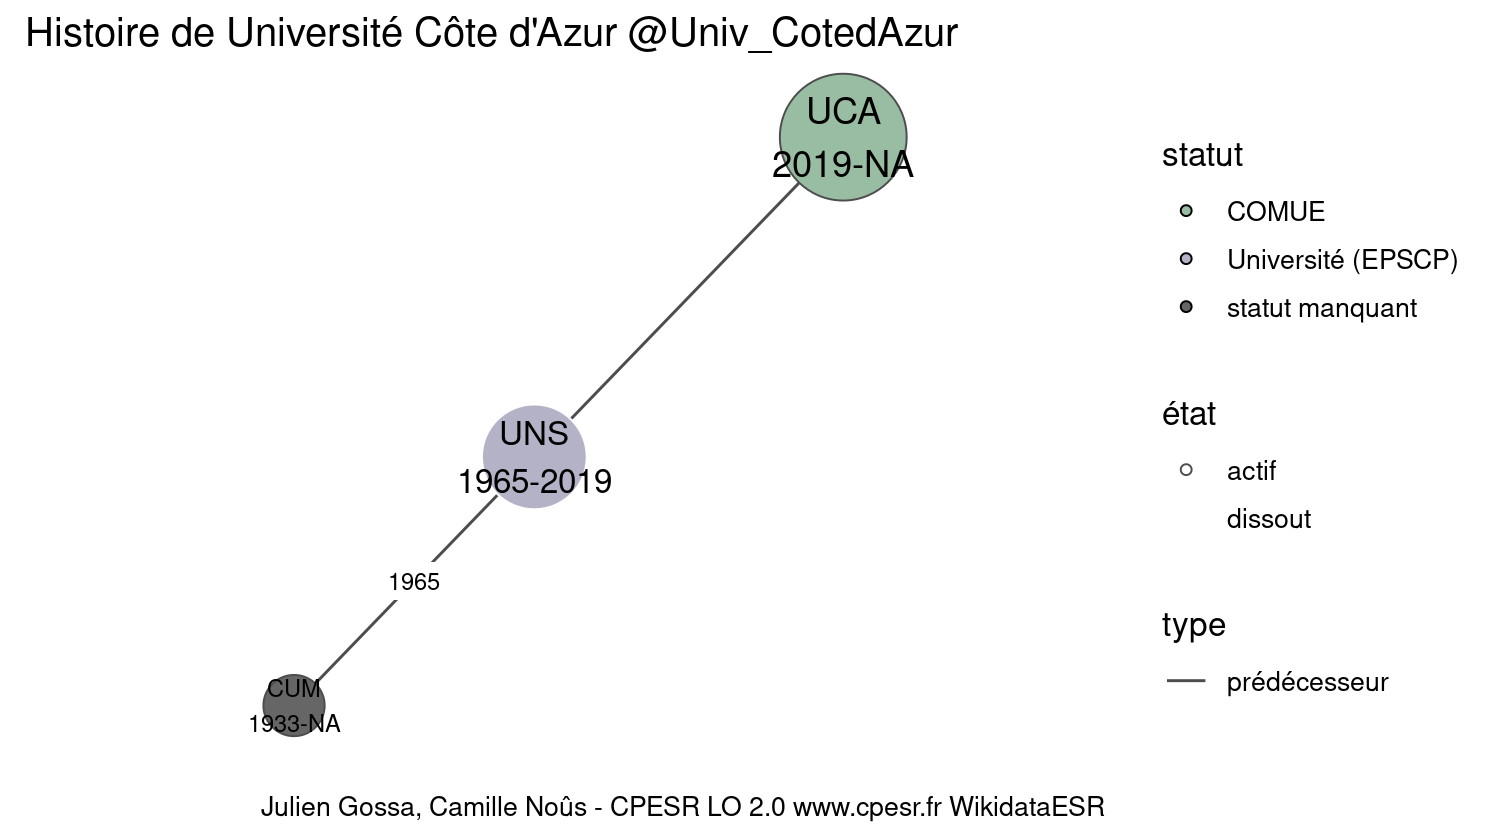 Histoire de Université Côte d'Azur @Univ_CotedAzur
UCA
2019-NA
UNS
1965-2019
1965
CUM
1933-NA
statut
COMUE
Université (EPSCP)
statut manquant
état
actif
dissout
type
prédécesseur
Julien Gossa, Camille Noûs - CPESR LO 2.0 www.cpesr.fr WikidataESR